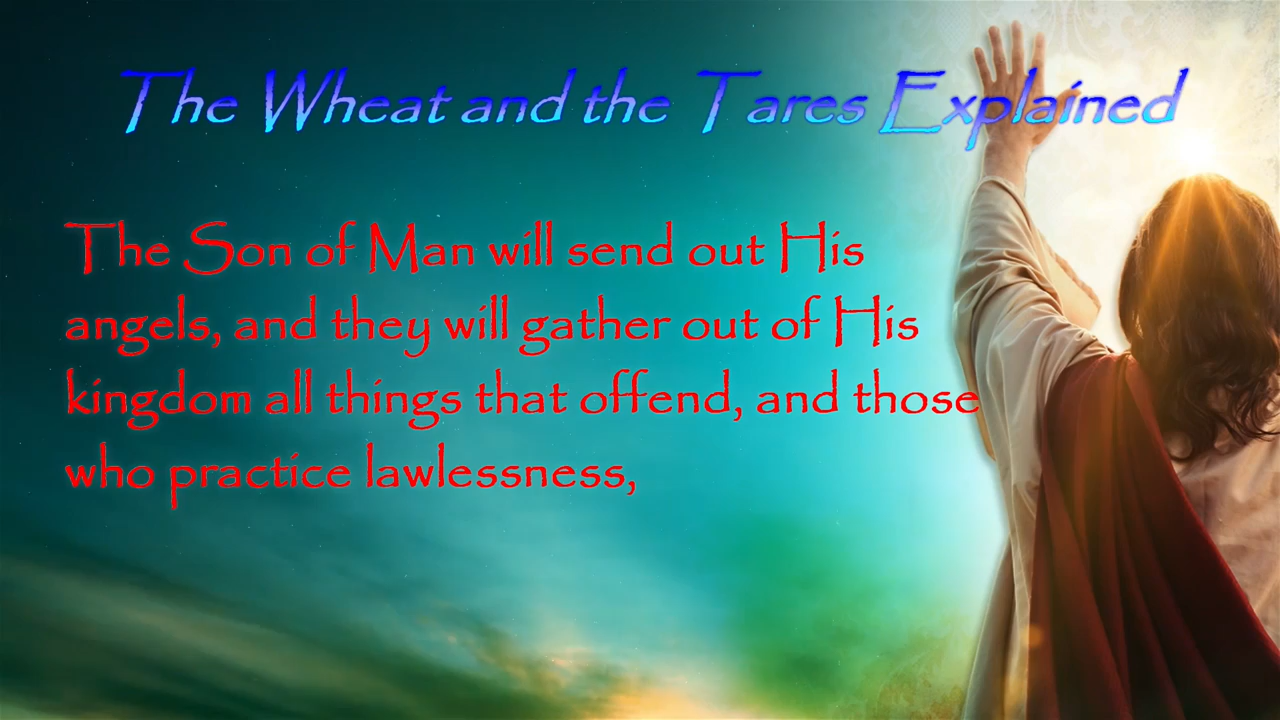 The Wheat and the Tares Explained
The Son of Man will send out His
angels, and they will gather out of His
kingdom all things that offend, and those
who practice lawlessness,